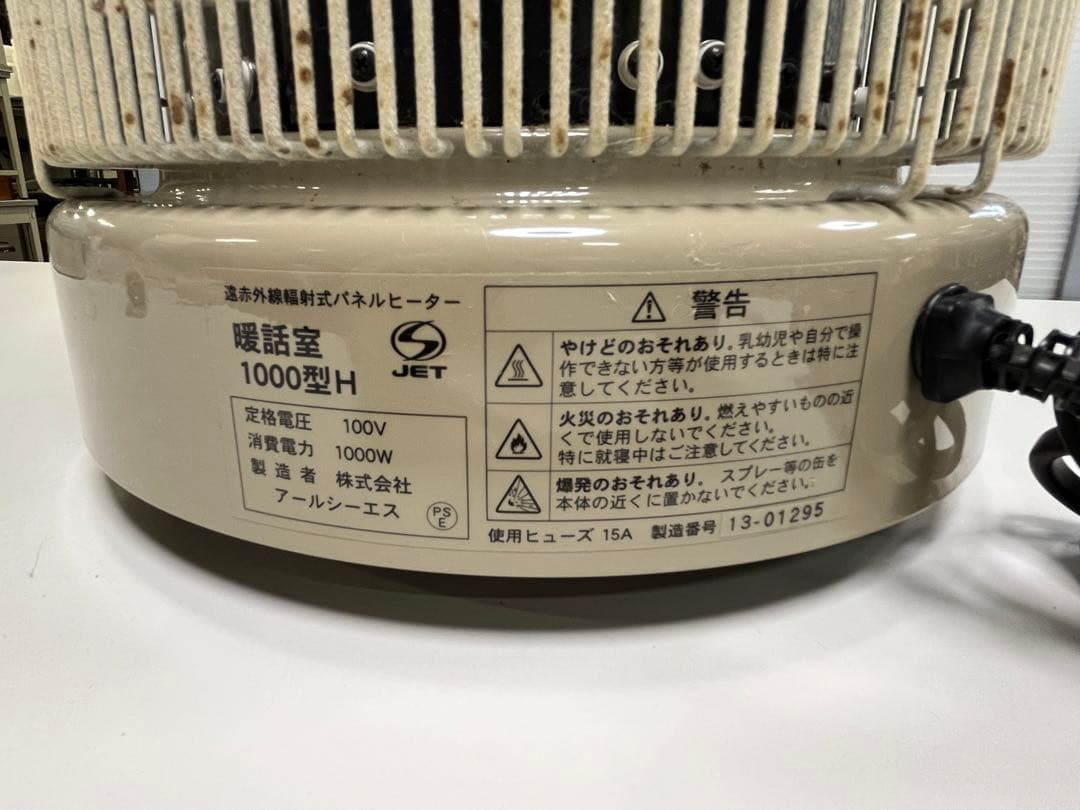 遠赤外線輻射式パネルヒーター
暖話室
1000型H
JET
定格電圧 100V
消費電力 1000W
製造者 株式会社
アールシーエス
PS
E
警告
やけどのおそれあり。乳幼児や自分で操
作できない方等が使用するときは特に注
意してください。
火災のおそれあり。燃えやすいものの近
くで使用しないでください。
特に就寝中はご注意してください。
爆発のおそれあり。 スプレー等の缶を
本体の近くに置かないでください。
使用ヒューズ 15A 製造番号 13-01295